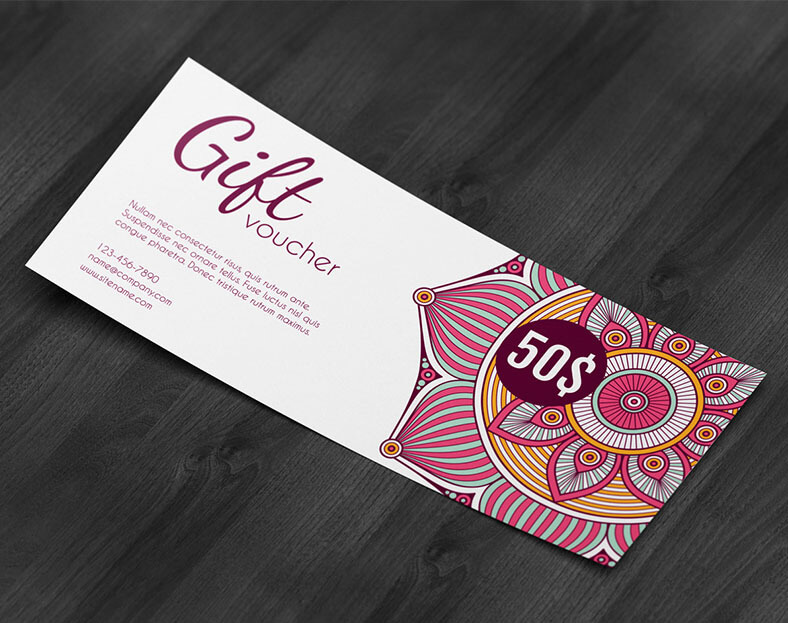 Gift
voucher
Nullam nec consectetur risus, quis rutrum ante.
Suspendisse nec ornare tellus. Fuse luctus nisl quis
congue pharetra. Donec tristique rutrum maximus.
123-456-7890
name@company.com
www.sitename.com
50$